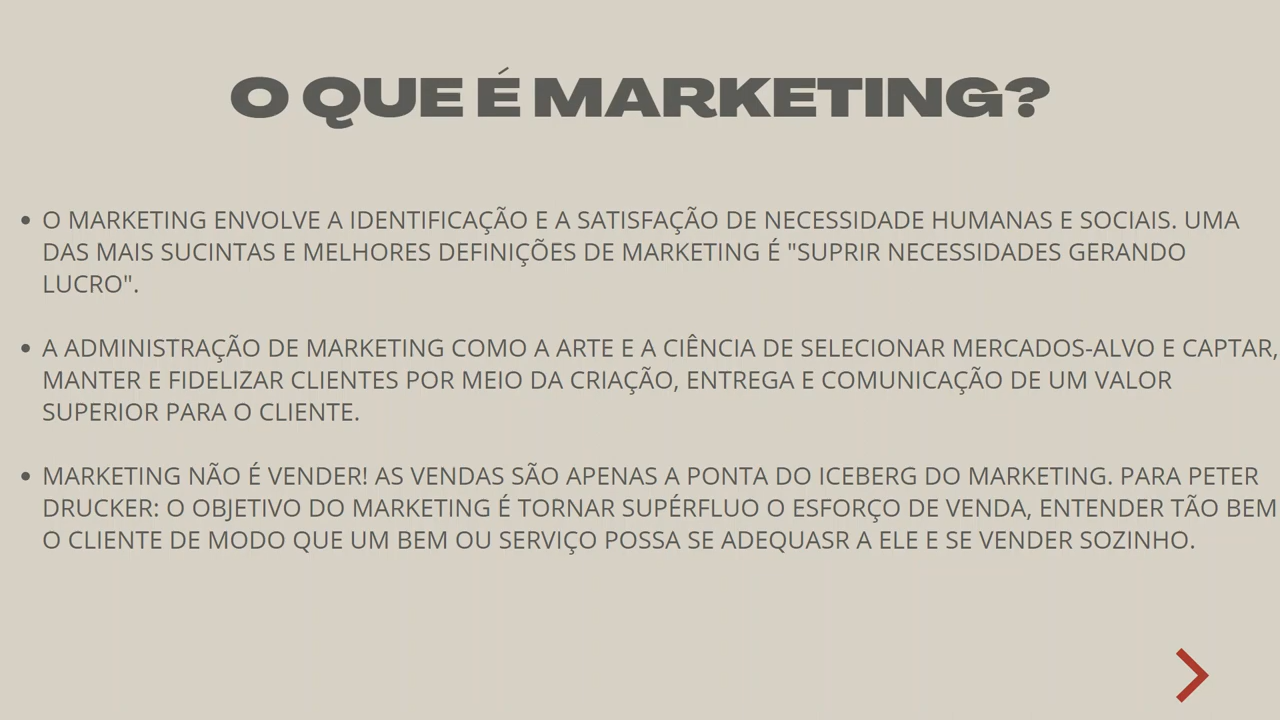 O QUE É MARKETING?
• O MARKETING ENVOLVE A IDENTIFICAÇÃO E A SATISFAÇÃO DE NECESSIDADE HUMANAS E SOCIAIS. UMA
DAS MAIS SUCINTAS E MELHORES DEFINIÇÕES DE MARKETING É "SUPRIR NECESSIDADES GERANDO
LUCRO".
• A ADMINISTRAÇÃO DE MARKETING COMO A ARTE E A CIÊNCIA DE SELECIONAR MERCADOS-ALVO E CAPTAR,
MANTER E FIDELIZAR CLIENTES POR MEIO DA CRIAÇÃO, ENTREGA E COMUNICAÇÃO DE UM VALOR
SUPERIOR PARA O CLIENTE.
• MARKETING NÃO É VENDER! AS VENDAS SÃO APENAS A PONTA DO ICEBERG DO MARKETING. PARA PETER
DRUCKER: O OBJETIVO DO MARKETING É TORNAR SUPÉRFLUO O ESFORÇO DE VENDA, ENTENDER TÃO BEM
O CLIENTE DE MODO QUE UM BEM OU SERVIÇO POSSA SE ADEQUASR A ELE E SE VENDER SOZINHO.